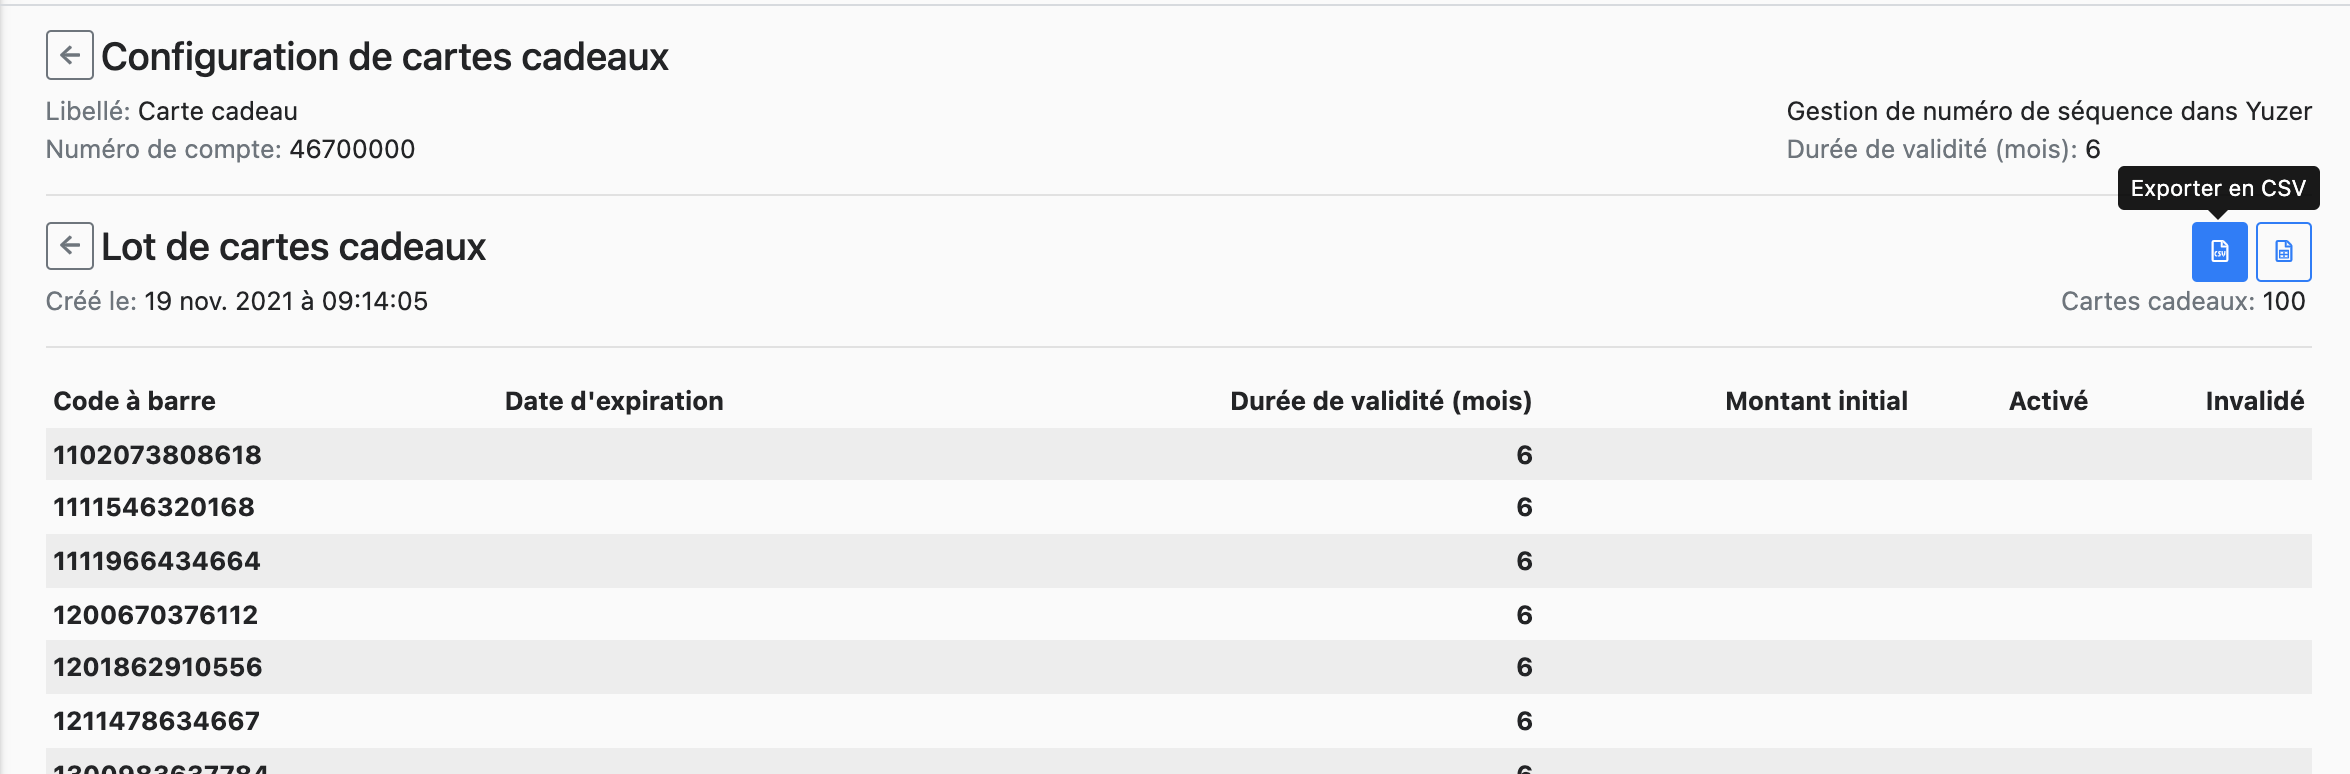 Configuration de cartes cadeaux
Libellé: Carte cadeau
Gestion de numéro de séquence dans Yuzer
Numéro de compte: 46700000
Durée de validité (mois): 6
Exporter en CSV
Lot de cartes cadeaux
CSV
Créé le: 19 nov. 2021 à 09:14:05
Cartes cadeaux: 100
Code à barre Date d'expiration Durée de validité (mois) Montant initial Activé Invalidé
1102073808618 6
1111546320168 6
1111966434664 6
1200670376112 6
1201862910556 6
1211478634667 6
1300983637784 6